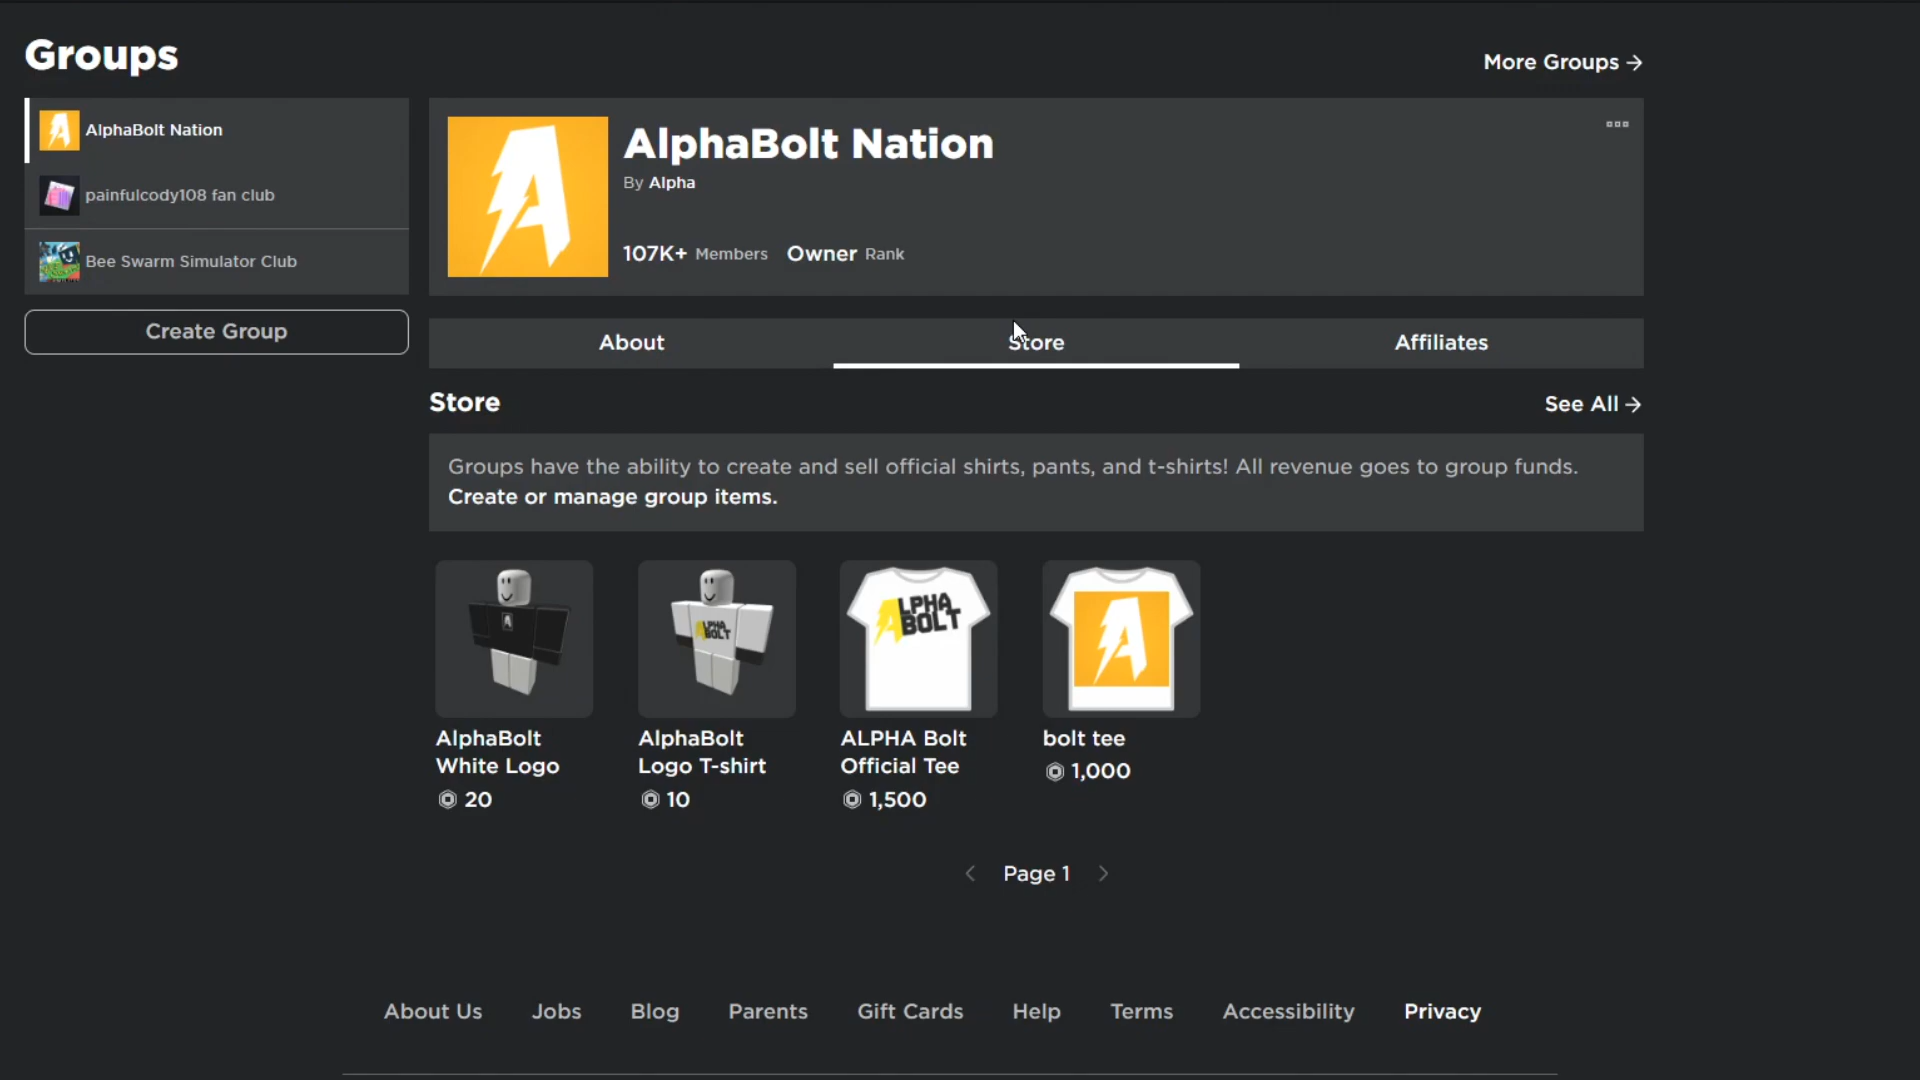 Groups
More Groups →
AlphaBolt Nation
painfulcody108 fan club
Bee Swarm Simulator Club
Create Group
AlphaBolt Nation
By Alpha
107K+ Members Owner Rank
About Store Affiliates
Store
See All →
Groups have the ability to create and sell official shirts, pants, and t-shirts! All revenue goes to group funds.
Create or manage group items.
ALPHA
BOLT
ALPHA
BOLT
AlphaBolt
White Logo
20
AlphaBolt
Logo T-shirt
10
ALPHA Bolt
Official Tee
1,500
bolt tee
1,000
Page 1
About Us Jobs Blog Parents Gift Cards Help Terms Accessibility Privacy